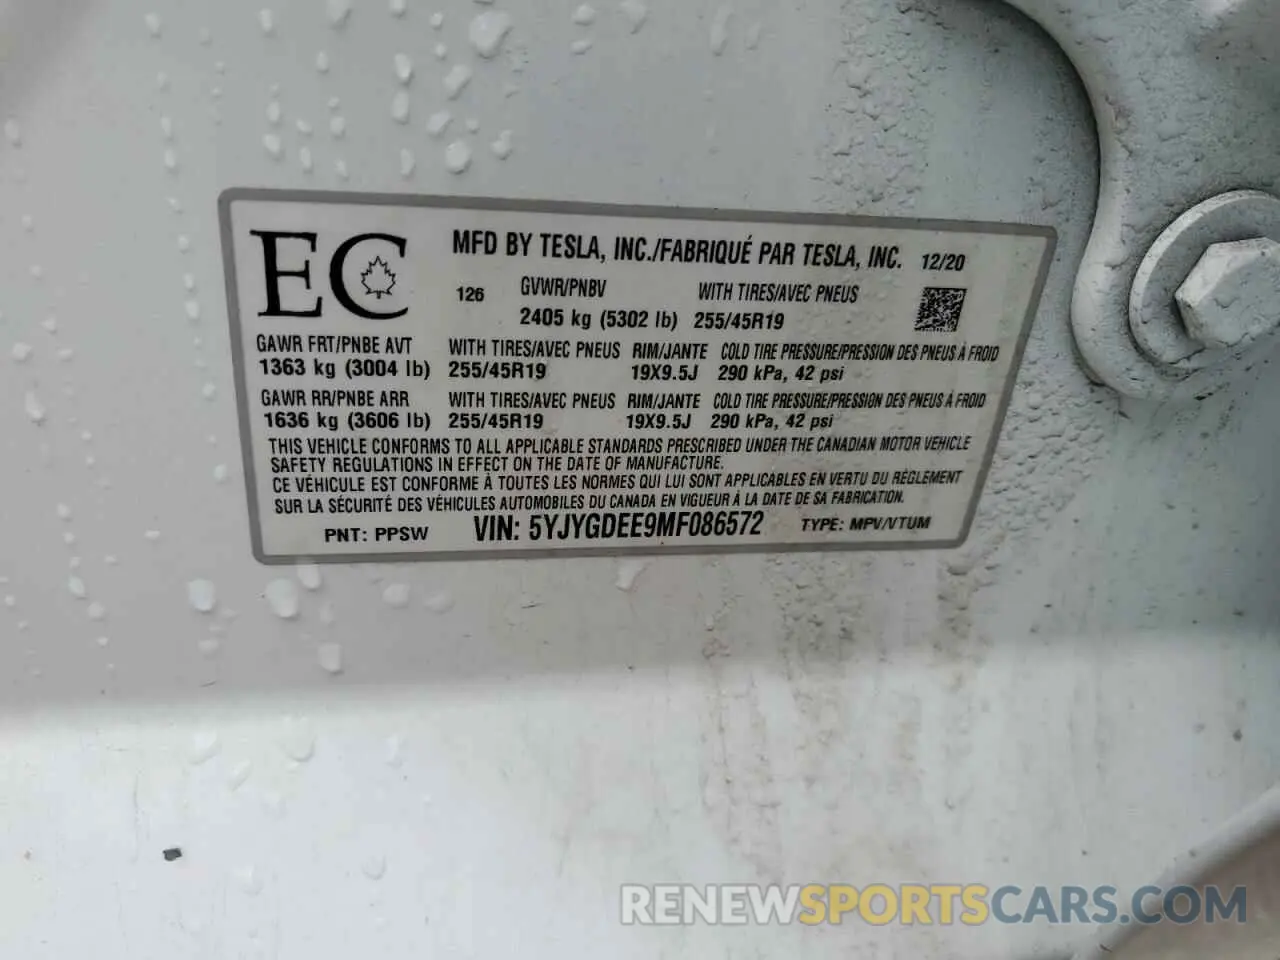 EC
MFD BY TESLA, INC./FABRIQUÉ PAR TESLA, INC. 12/20
126 GVWR/PNBV WITH TIRES/AVEC PNEUS
2405 kg (5302 lb) 255/45R19
GAWR FRT/PNBE AVT WITH TIRES/AVEC PNEUS RIM/JANTE COLD TIRE PRESSURE/PRESSION DES PNEUS À FROID
1363 kg (3004 lb) 255/45R19 19X9.5J 290 kPa, 42 psi
GAWR RR/PNBE ARR WITH TIRES/AVEC PNEUS RIM/JANTE COLD TIRE PRESSURE/PRESSION DES PNEUS À FROID
1636 kg (3606 lb) 255/45R19 19X9.5J 290 kPa, 42 psi
THIS VEHICLE CONFORMS TO ALL APPLICABLE STANDARDS PRESCRIBED UNDER THE CANADIAN MOTOR VEHICLE
SAFETY REGULATIONS IN EFFECT ON THE DATE OF MANUFACTURE.
CE VÉHICULE EST CONFORME À TOUTES LES NORMES QUI LUI SONT APPLICABLES EN VERTU DU RÈGLEMENT
SUR LA SÉCURITÉ DES VÉHICULES AUTOMOBILES DU CANADA EN VIGUEUR À LA DATE DE SA FABRICATION.
PNT: PPSW VIN: 5YJYGDEE9MF086572 TYPE: MPV/VTUM
RENEWSPORTSCARS.COM